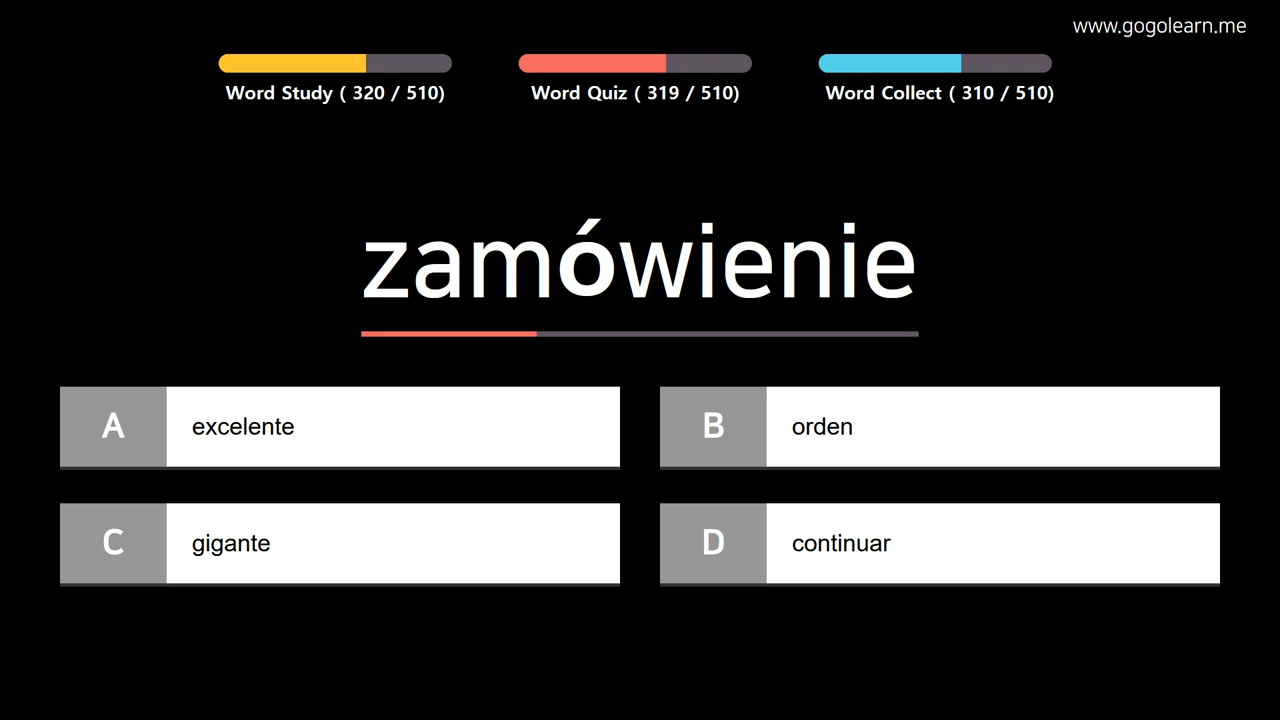 www.gogolearn.me
Word Study ( 320 / 510)
Word Quiz ( 319 / 510)
Word Collect ( 310 / 510)
zamówienie
A excelente
B orden
C gigante
D continuar